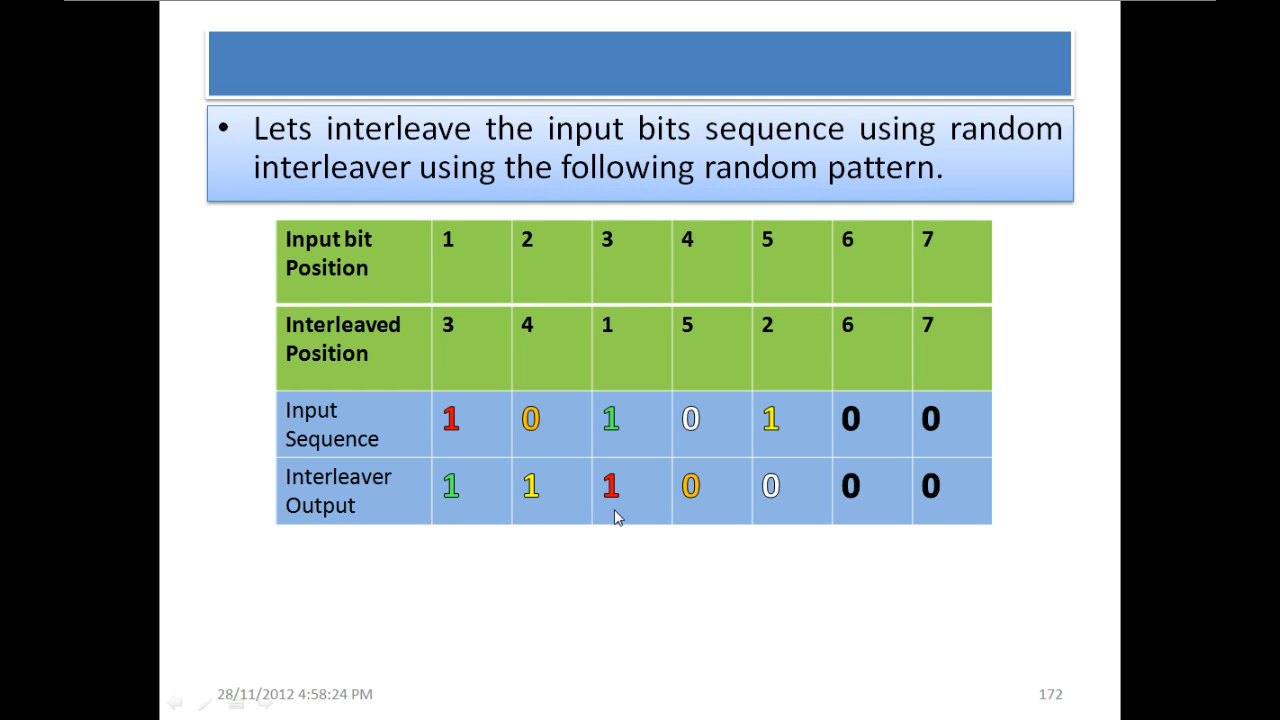 • Lets interleave the input bits sequence using random
interleaver using the following random pattern.
Input bit Position 1 2 3 4 5 6 7
Interleaved Position 3 4 1 5 2 6 7
Input Sequence 1 0 1 0 1 0 0
Interleaver Output 1 1 1 0 0 0 0
28/11/2012 4:58:24 PM 172